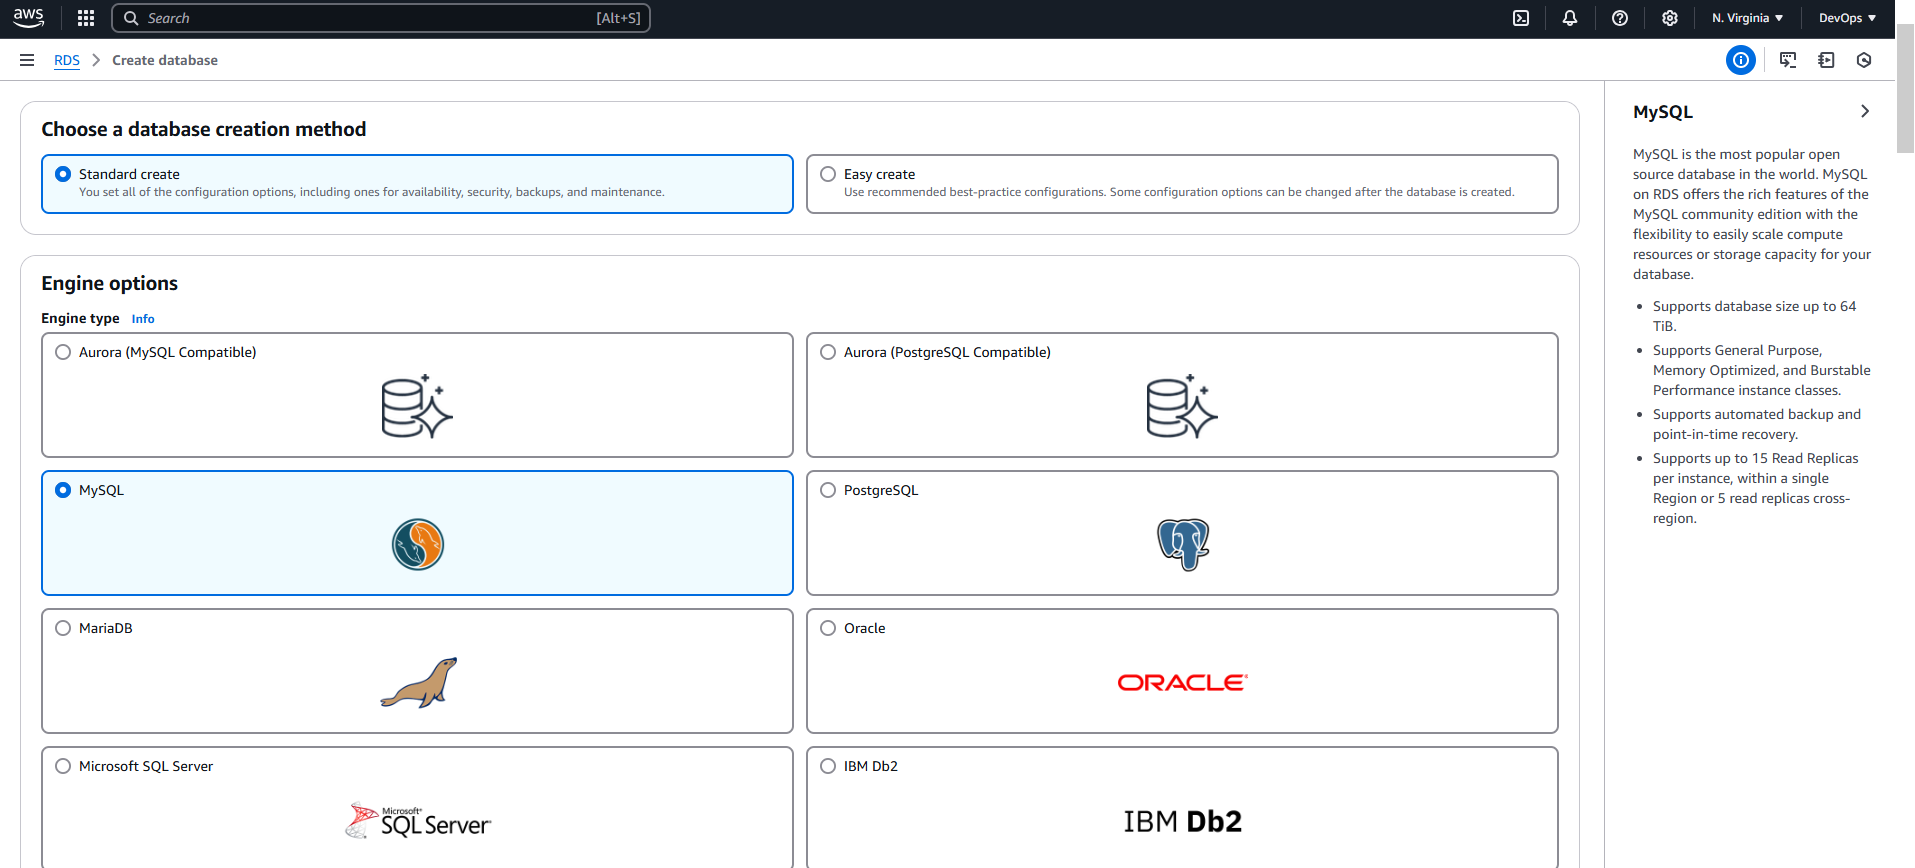 aws
Search [Alt+S]
N. Virginia
DevOps
RDS > Create database
Choose a database creation method
Standard create
You set all of the configuration options, including ones for availability, security, backups, and maintenance.
Easy create
Use recommended best-practice configurations. Some configuration options can be changed after the database is created.
Engine options
Engine type Info
Aurora (MySQL Compatible)
Aurora (PostgreSQL Compatible)
MySQL
PostgreSQL
MariaDB
Oracle
ORACLE
Microsoft SQL Server
Microsoft
SQL Server
IBM Db2
IBM Db2
MySQL
MySQL is the most popular open
source database in the world. MySQL
on RDS offers the rich features of the
MySQL community edition with the
flexibility to easily scale compute
resources or storage capacity for your
database.
• Supports database size up to 64
TiB.
• Supports General Purpose,
Memory Optimized, and Burstable
Performance instance classes.
• Supports automated backup and
point-in-time recovery.
• Supports up to 15 Read Replicas
per instance, within a single
Region or 5 read replicas cross-
region.